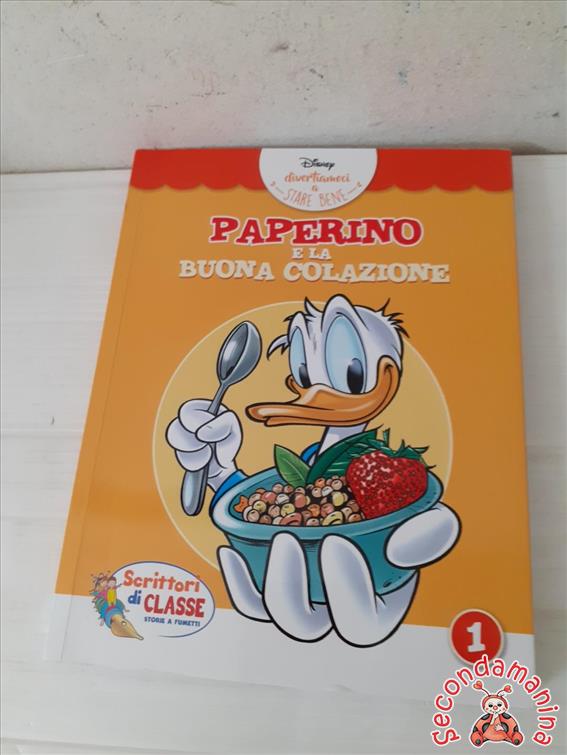 Disney
divertiamoci
a
STARE BENE
PAPERINO
E LA
BUONA COLAZIONE
Scrittori
di CLASSE
STORIE A FUMETTI
1
Secondamanina